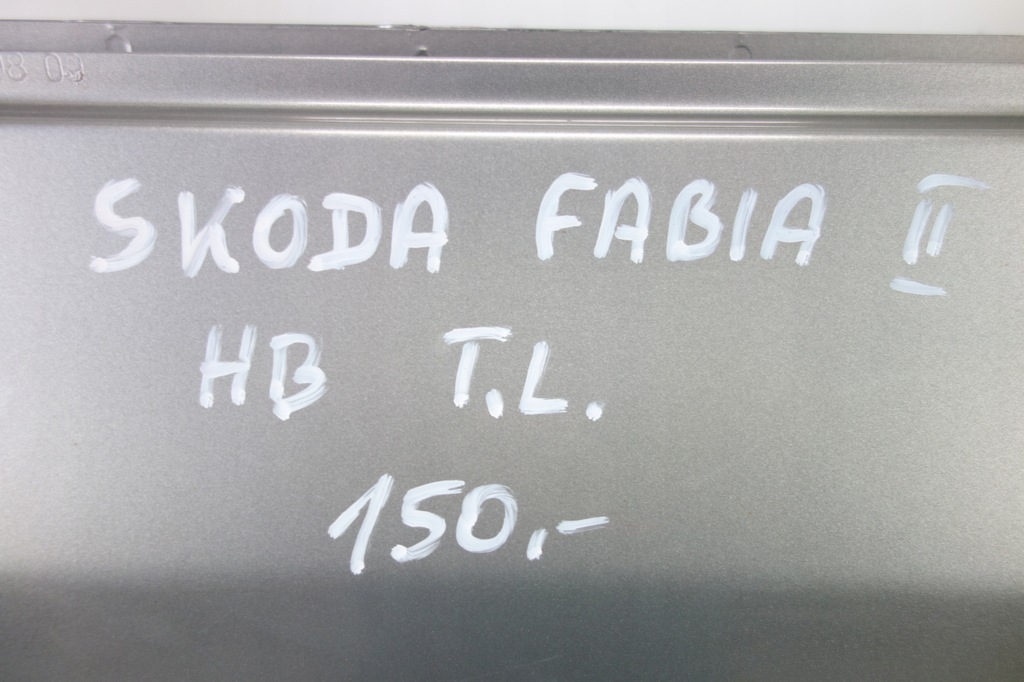 SKODA FABIA II
HB T.L.
150,-